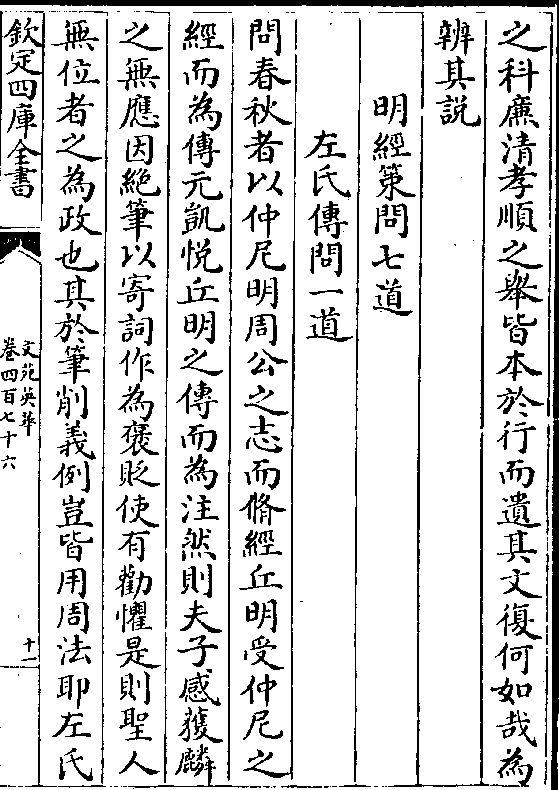 之科廉清孝順之舉皆本於行而遺其文復何如哉為
辨其説
明經策問七道
左氏傳問一道
問春秋者以仲尼明周公之志而脩經丘明受仲尼之
經而為傳元凱悦丘明之傳而為注然則夫子感獲麟
之無應因絶筆以寄詞作為褒貶使有勸懼是則聖人
無位者之為政也其於筆削義例豈皆用周法耶左氏
欽定四庫全書
文苑英華
卷四百七十六
十一